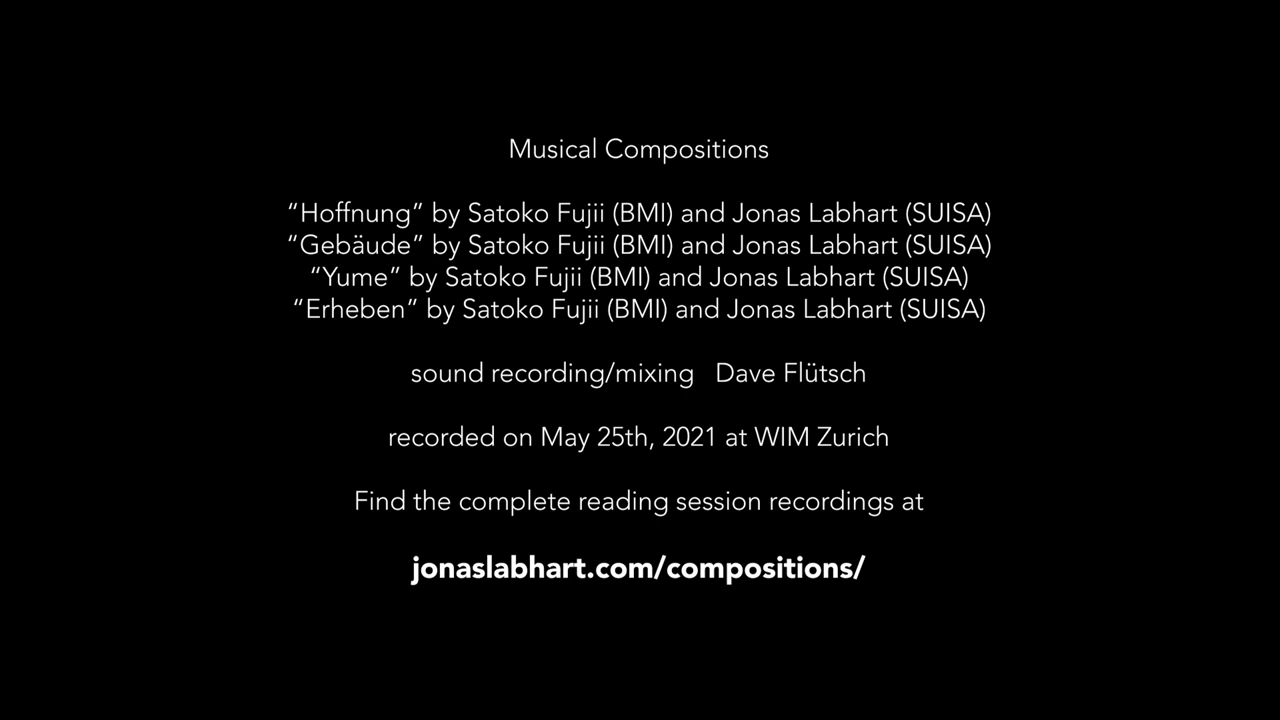 Musical Compositions
“Hoffnung” by Satoko Fujii (BMI) and Jonas Labhart (SUISA)
“Gebäude” by Satoko Fujii (BMI) and Jonas Labhart (SUISA)
“Yume” by Satoko Fujii (BMI) and Jonas Labhart (SUISA)
“Erheben” by Satoko Fujii (BMI) and Jonas Labhart (SUISA)
sound recording/mixing Dave Flütsch
recorded on May 25th, 2021 at WIM Zurich
Find the complete reading session recordings at
jonaslabhart.com/compositions/